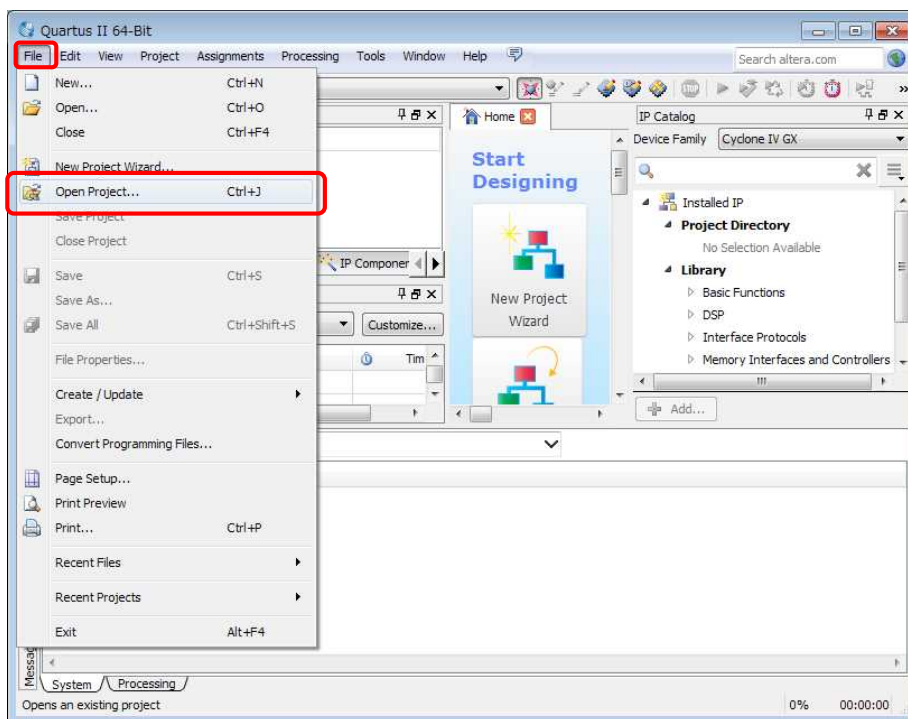 Quartus II 64-Bit
File Edit View Project Assignments Processing Tools Window Help
Search altera.com
New... Ctrl+N
Open... Ctrl+O
Close Ctrl+F4
New Project Wizard...
Open Project... Ctrl+J
Save Project
Close Project
Save Ctrl+S
Save As...
Save All Ctrl+Shift+S
File Properties...
Create / Update
Export...
Convert Programming Files...
Page Setup...
Print Preview
Print... Ctrl+P
Recent Files
Recent Projects
Exit Alt+F4
IP Componer
Customize...
Tim
Home
Start
Designing
New Project
Wizard
IP Catalog
Device Family Cyclone IV GX
Installed IP
Project Directory
No Selection Available
Library
Basic Functions
DSP
Interface Protocols
Memory Interfaces and Controllers
Add...
Messag
System Processing
Opens an existing project 0% 00:00:00